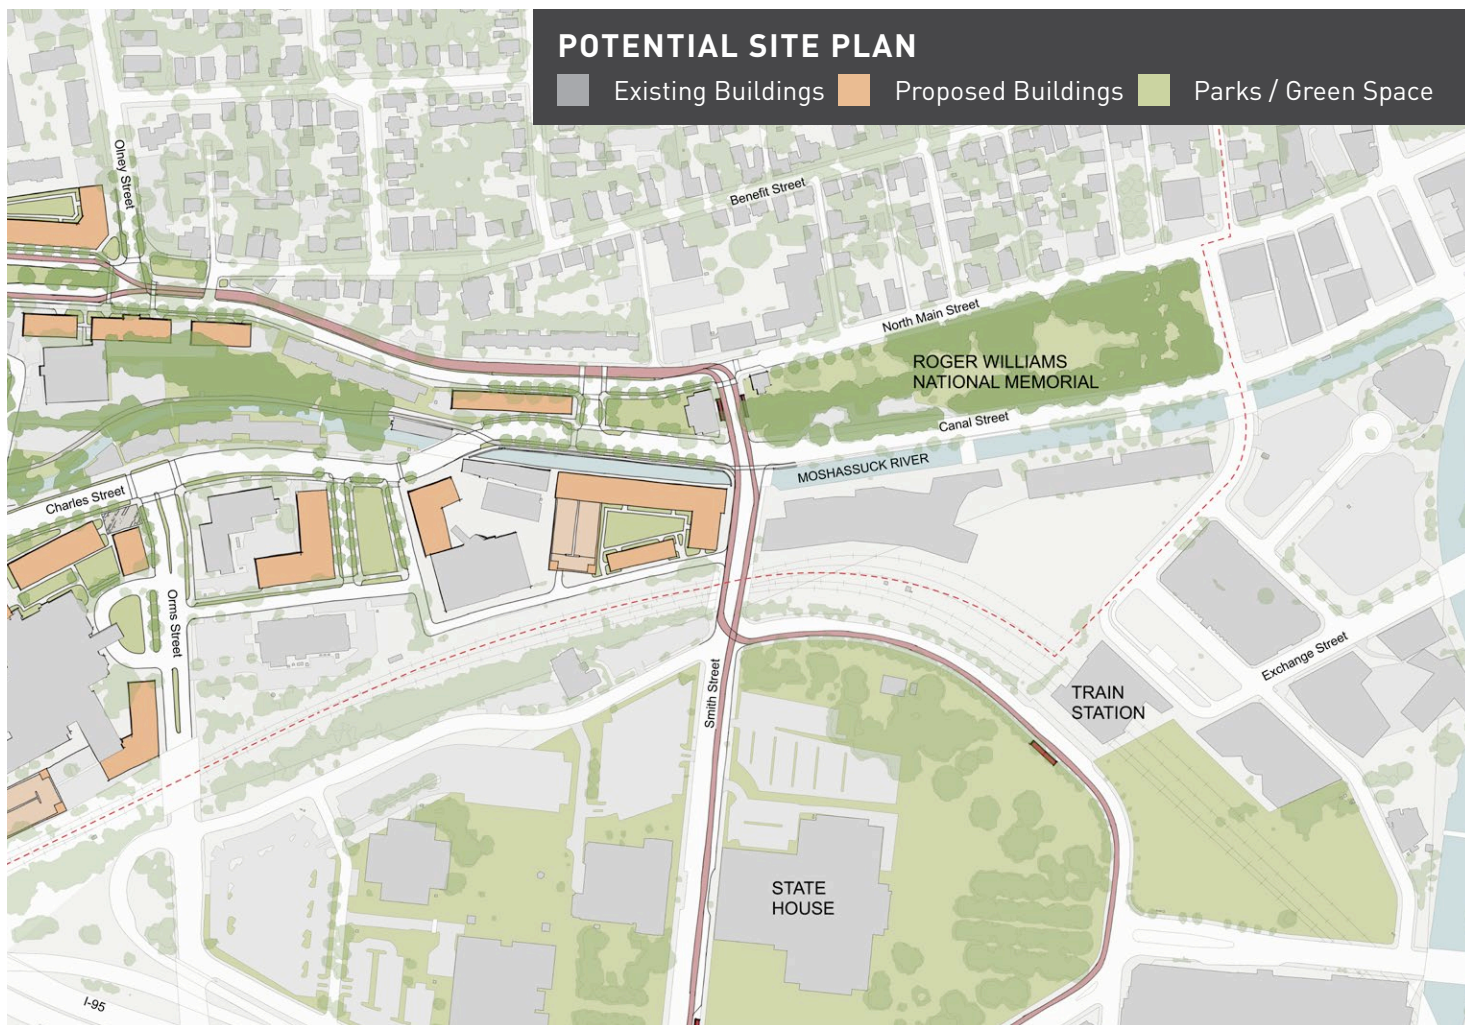 POTENTIAL SITE PLAN
Existing Buildings
Proposed Buildings
Parks / Green Space
Olney Street
Benefit Street
North Main Street
ROGER WILLIAMS
NATIONAL MEMORIAL
Canal Street
MOSHASSUCK RIVER
Charles Street
Orms Street
Smith Street
Exchange Street
TRAIN
STATION
STATE
HOUSE
I-95